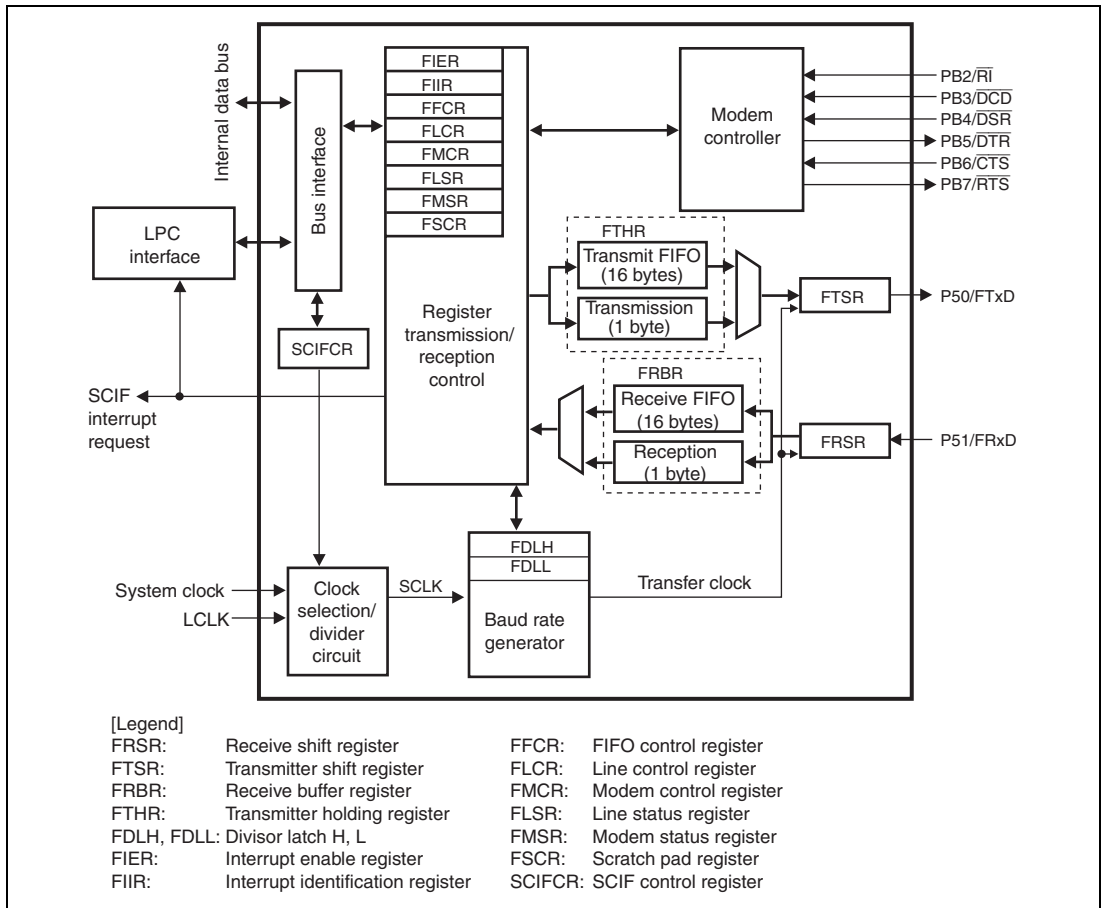 Internal data bus
Bus interface
LPC
interface
SCIFCR
SCIF
interrupt
request
FIER
FIIR
FFCR
FLCR
FMCR
FLSR
FMSR
FSCR
Register
transmission/
reception
control
Modem
controller
PB2/R̅I̅
PB3/D̅C̅D̅
PB4/D̅S̅R̅
PB5/D̅T̅R̅
PB6/C̅T̅S̅
PB7/R̅T̅S̅
FTHR
Transmit FIFO
(16 bytes)
Transmission
(1 byte)
FTSR
P50/FTxD
FRBR
Receive FIFO
(16 bytes)
Reception
(1 byte)
FRSR
P51/FRxD
System clock
LCLK
Clock
selection/
divider
circuit
SCLK
FDLH
FDLL
Baud rate
generator
Transfer clock
[Legend]
FRSR: Receive shift register
FTSR: Transmitter shift register
FRBR: Receive buffer register
FTHR: Transmitter holding register
FDLH, FDLL: Divisor latch H, L
FIER: Interrupt enable register
FIIR: Interrupt identification register
FFCR: FIFO control register
FLCR: Line control register
FMCR: Modem control register
FLSR: Line status register
FMSR: Modem status register
FSCR: Scratch pad register
SCIFCR: SCIF control register